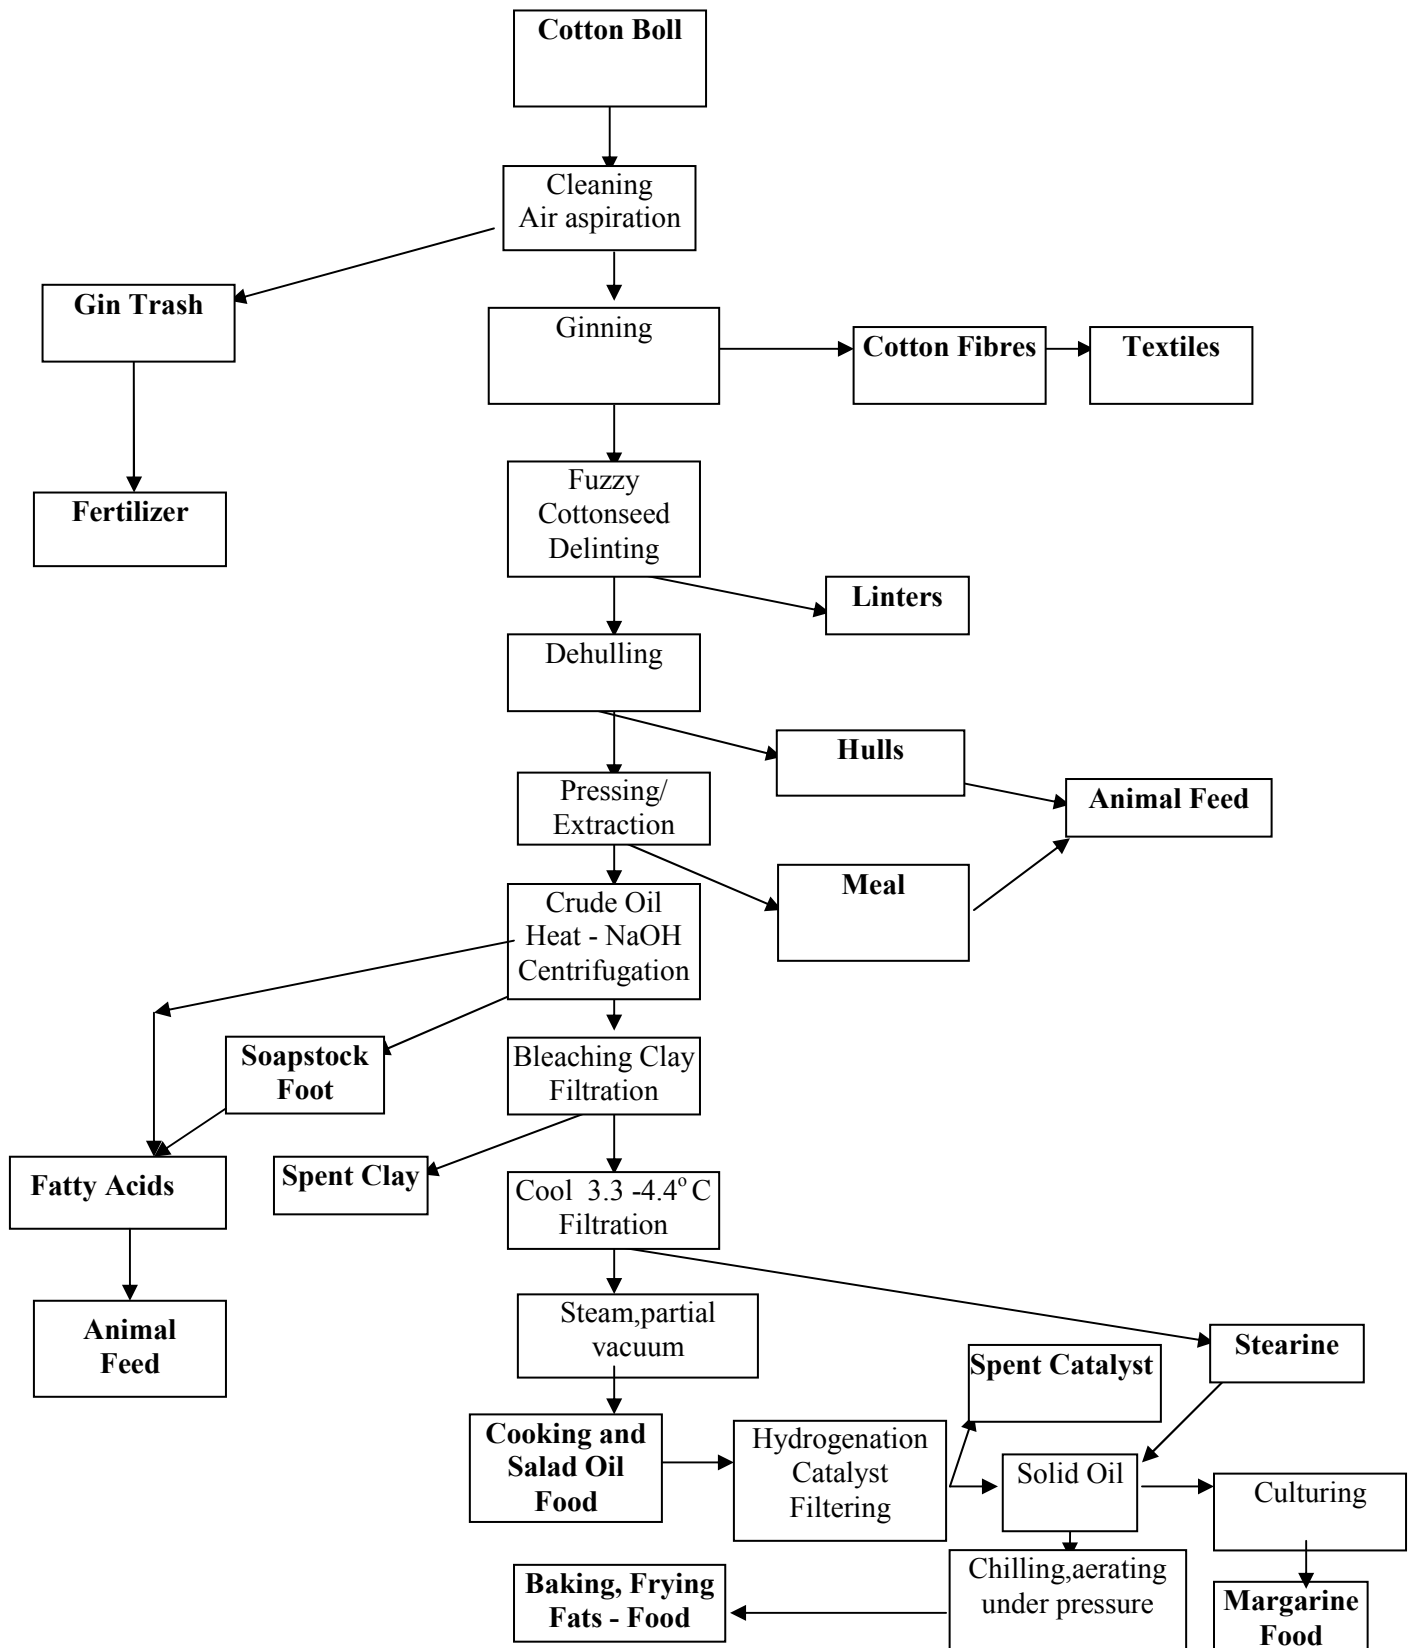 Cotton Boll
Cleaning
Air aspiration
Gin Trash
Ginning
Cotton Fibres
Textiles
Fuzzy
Cottonseed
Delinting
Fertilizer
Linters
Dehulling
Hulls
Pressing/
Extraction
Animal Feed
Meal
Crude Oil
Heat - NaOH
Centrifugation
Soapstock
Foot
Bleaching Clay
Filtration
Fatty Acids
Spent Clay
Cool 3.3 -4.4º C
Filtration
Animal
Feed
Steam,partial
vacuum
Stearine
Spent Catalyst
Cooking and
Salad Oil
Food
Hydrogenation
Catalyst
Filtering
Solid Oil
Culturing
Baking, Frying
Fats - Food
Chilling,aerating
under pressure
Margarine
Food